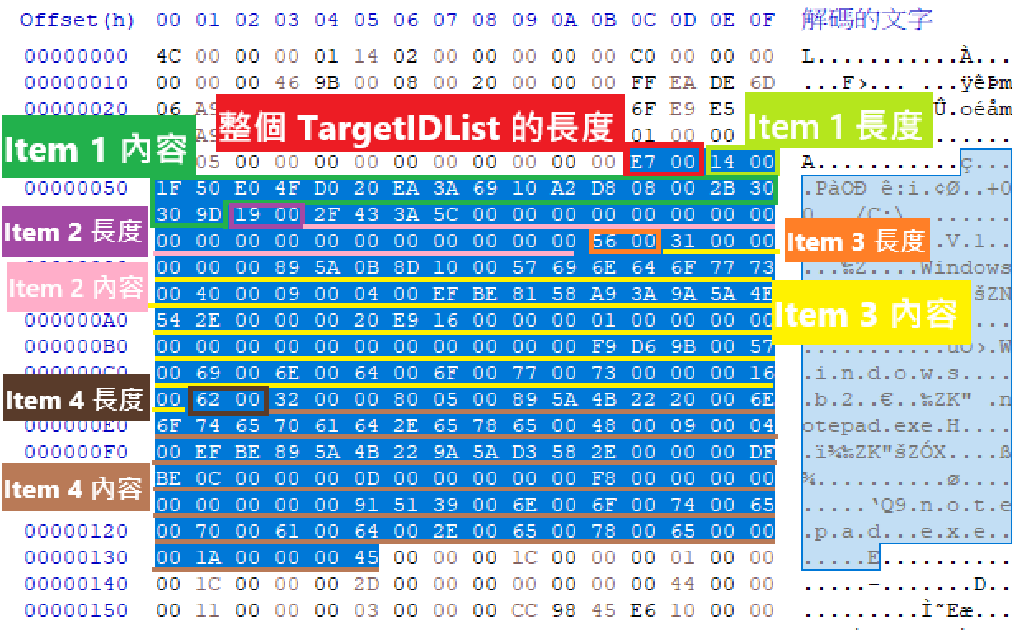 Offset(h) 00 01 02 03 04 05 06 07 08 09 0A 0B 0C 0D 0E 0F 解碼的文字
00000000 4C 00 00 00 01 14 02 00 00 00 00 00 C0 00 00 00 L...........À...
00000010 00 00 00 46 9B 00 08 00 20 00 00 00 FF EA DE 6D ...F›... ...ÿêÞm
00000020 06 6F E9 E5 Û.oéåm
整個 TargetIDList 的長度
Item 1 長度
01 00 00
Item 1 內容
05 00 00 00 00 00 00 00 00 00 00 E7 00 14 00 A...........ç...
00000050 1F 50 E0 4F D0 20 EA 3A 69 10 A2 D8 08 00 2B 30 .PàOÐ ê:i.¢Ø..+0
30 9D 19 00 2F 43 3A 5C 00 00 00 00 00 00 00 00 0...../C:\........
Item 2 長度
00 00 00 00 00 00 00 00 00 00 00 56 00 31 00 00 .V.1..
Item 3 長度
00 00 00 00 89 5A 0B 8D 10 00 57 69 6E 64 6F 77 73 ...‰Z....Windows
Item 2 內容
00 40 00 09 00 04 00 EF BE 81 58 A9 3A 9A 5A 4E šZN
Item 3 內容
000000A0 54 2E 00 00 00 20 E9 16 00 00 00 00 01 00 00 00
000000B0 00 00 00 00 00 00 00 00 00 00 00 F9 D6 9B 00 57 ...........ùÖ›.W
000000C0 00 69 00 6E 00 64 00 6F 00 77 00 73 00 00 00 16 .i.n.d.o.w.s....
Item 4 長度
00 62 00 32 00 00 80 05 00 89 5A 4B 22 20 00 6E .b.2..€..‰ZK" .n
000000E0 6F 74 65 70 61 64 2E 65 78 65 00 48 00 09 00 04 otepad.exe.H....
000000F0 00 EF BE 89 5A 4B 22 9A 5A D3 58 2E 00 00 00 DF .ï¾‰ZK"šZÓX....ß
Item 4 內容
BE 0C 00 00 00 00 0D 00 00 00 00 00 F8 00 00 00 00 ¾...........ø....
00 00 00 00 00 91 51 39 00 6E 00 6F 00 74 00 65 .....‘Q9.n.o.t.e
00000120 00 70 00 61 00 64 00 2E 00 65 00 78 00 65 00 00 .p.a.d...e.x.e..
00000130 00 1A 00 00 00 45 00 00 00 1C 00 00 00 01 00 00 .....E..........
00000140 00 1C 00 00 00 2D 00 00 00 00 00 00 00 44 00 00 .....-.......D..
00000150 00 11 00 00 00 03 00 00 00 CC 98 45 E6 10 00 00 .........Ì˜Eæ...